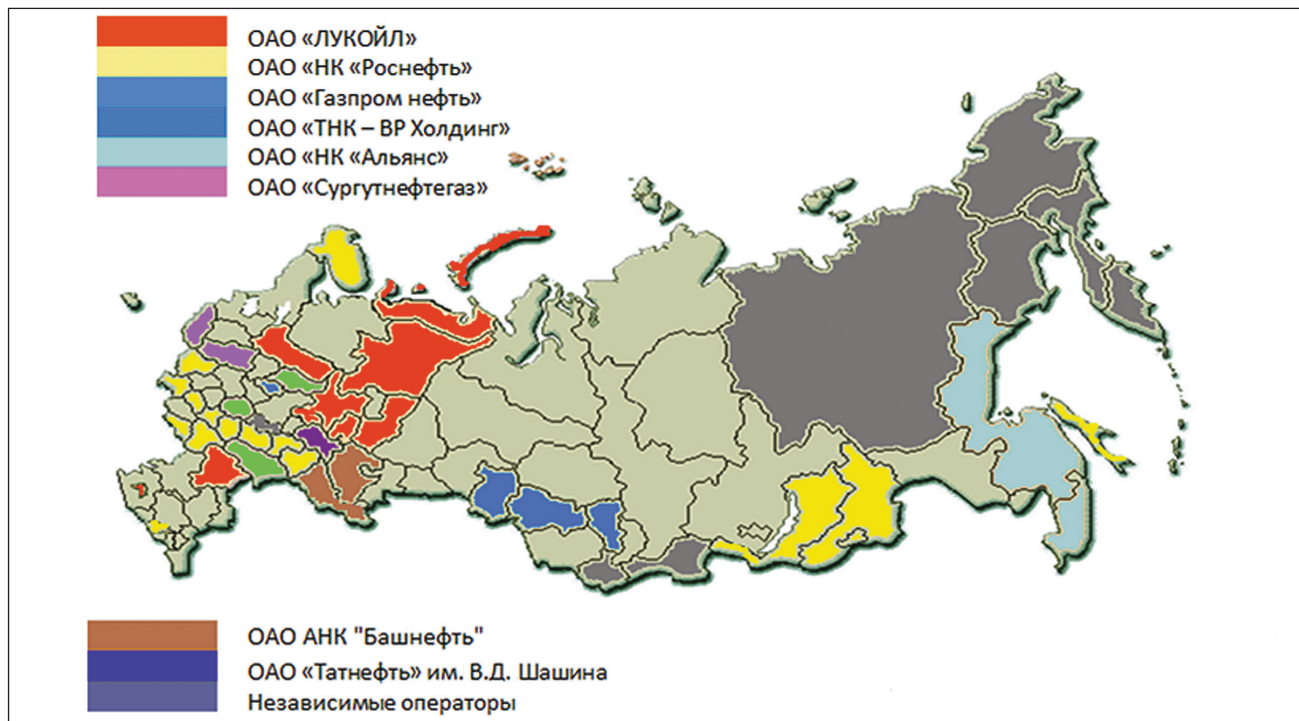 ОАО «ЛУКОЙЛ»
ОАО «НК «Роснефть»
ОАО «Газпром нефть»
ОАО «ТНК – ВР Холдинг»
ОАО «НК «Альянс»
ОАО «Сургутнефтегаз»
ОАО АНК "Башнефть"
ОАО «Татнефть» им. В.Д. Шашина
Независимые операторы